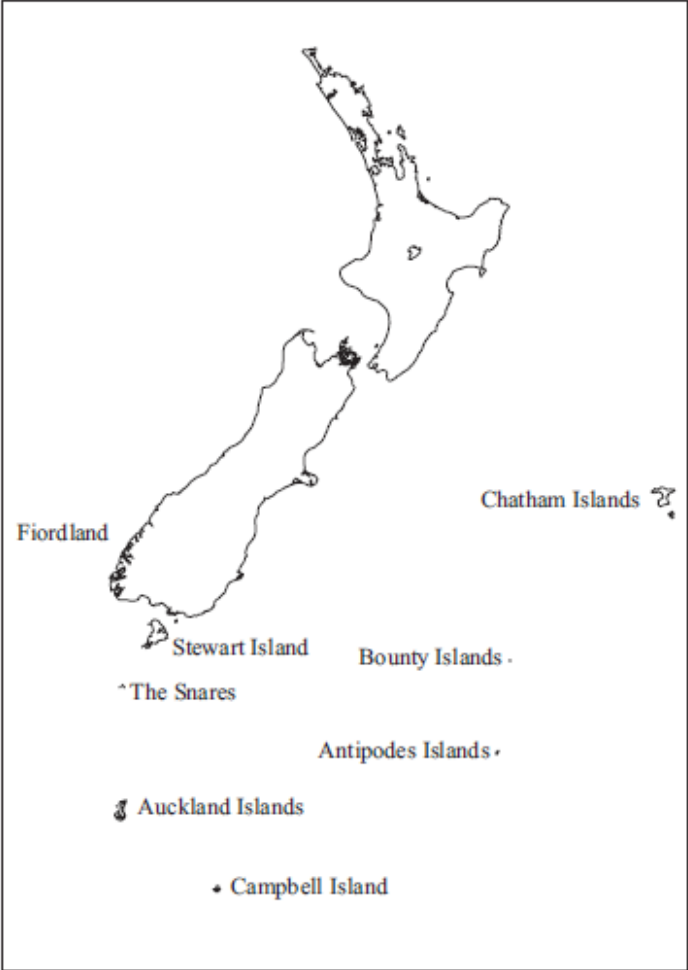 Chatham Islands
Fiordland
Stewart Island
Bounty Islands
The Snares
Antipodes Islands
Auckland Islands
Campbell Island